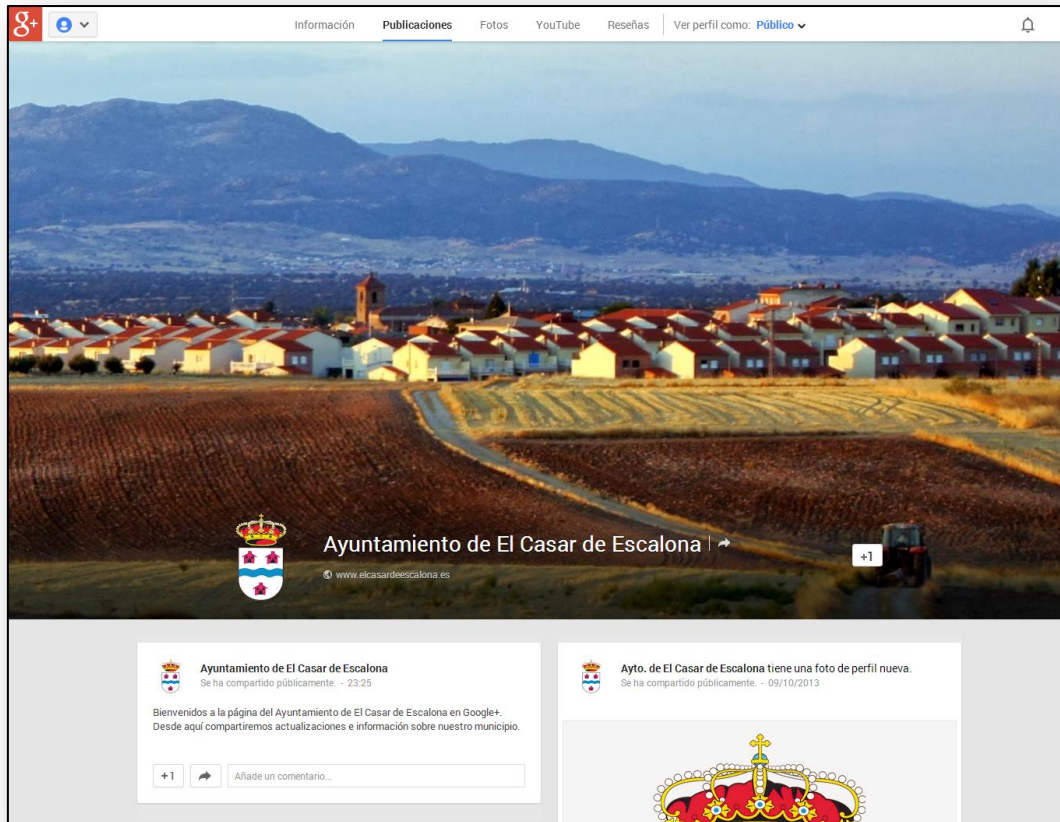 g+
Información Publicaciones Fotos YouTube Reseñas Ver perfil como: Público
Ayuntamiento de El Casar de Escalona
+1
www.elcasardeescalona.es
Ayuntamiento de El Casar de Escalona
Se ha compartido públicamente. - 23:25
Bienvenidos a la página del Ayuntamiento de El Casar de Escalona en Google+.
Desde aquí compartiremos actualizaciones e información sobre nuestro municipio.
+1 Añade un comentario...
Ayto. de El Casar de Escalona tiene una foto de perfil nueva.
Se ha compartido públicamente. - 09/10/2013